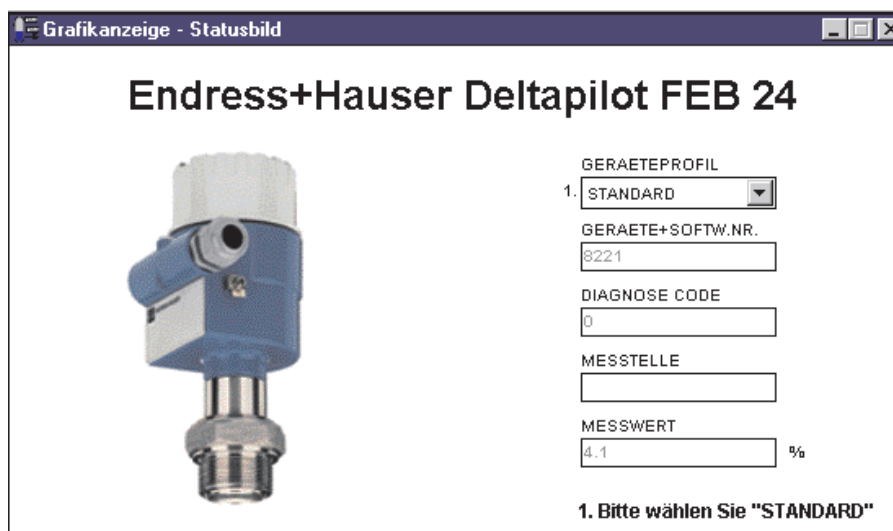 Grafikanzeige - Statusbild
Endress+Hauser Deltapilot FEB 24
GERAETEPROFIL
1. STANDARD
GERAETE+SOFTW.NR.
8221
DIAGNOSE CODE
0
MESSTELLE
MESSWERT
4.1 %
1. Bitte wählen Sie "STANDARD"